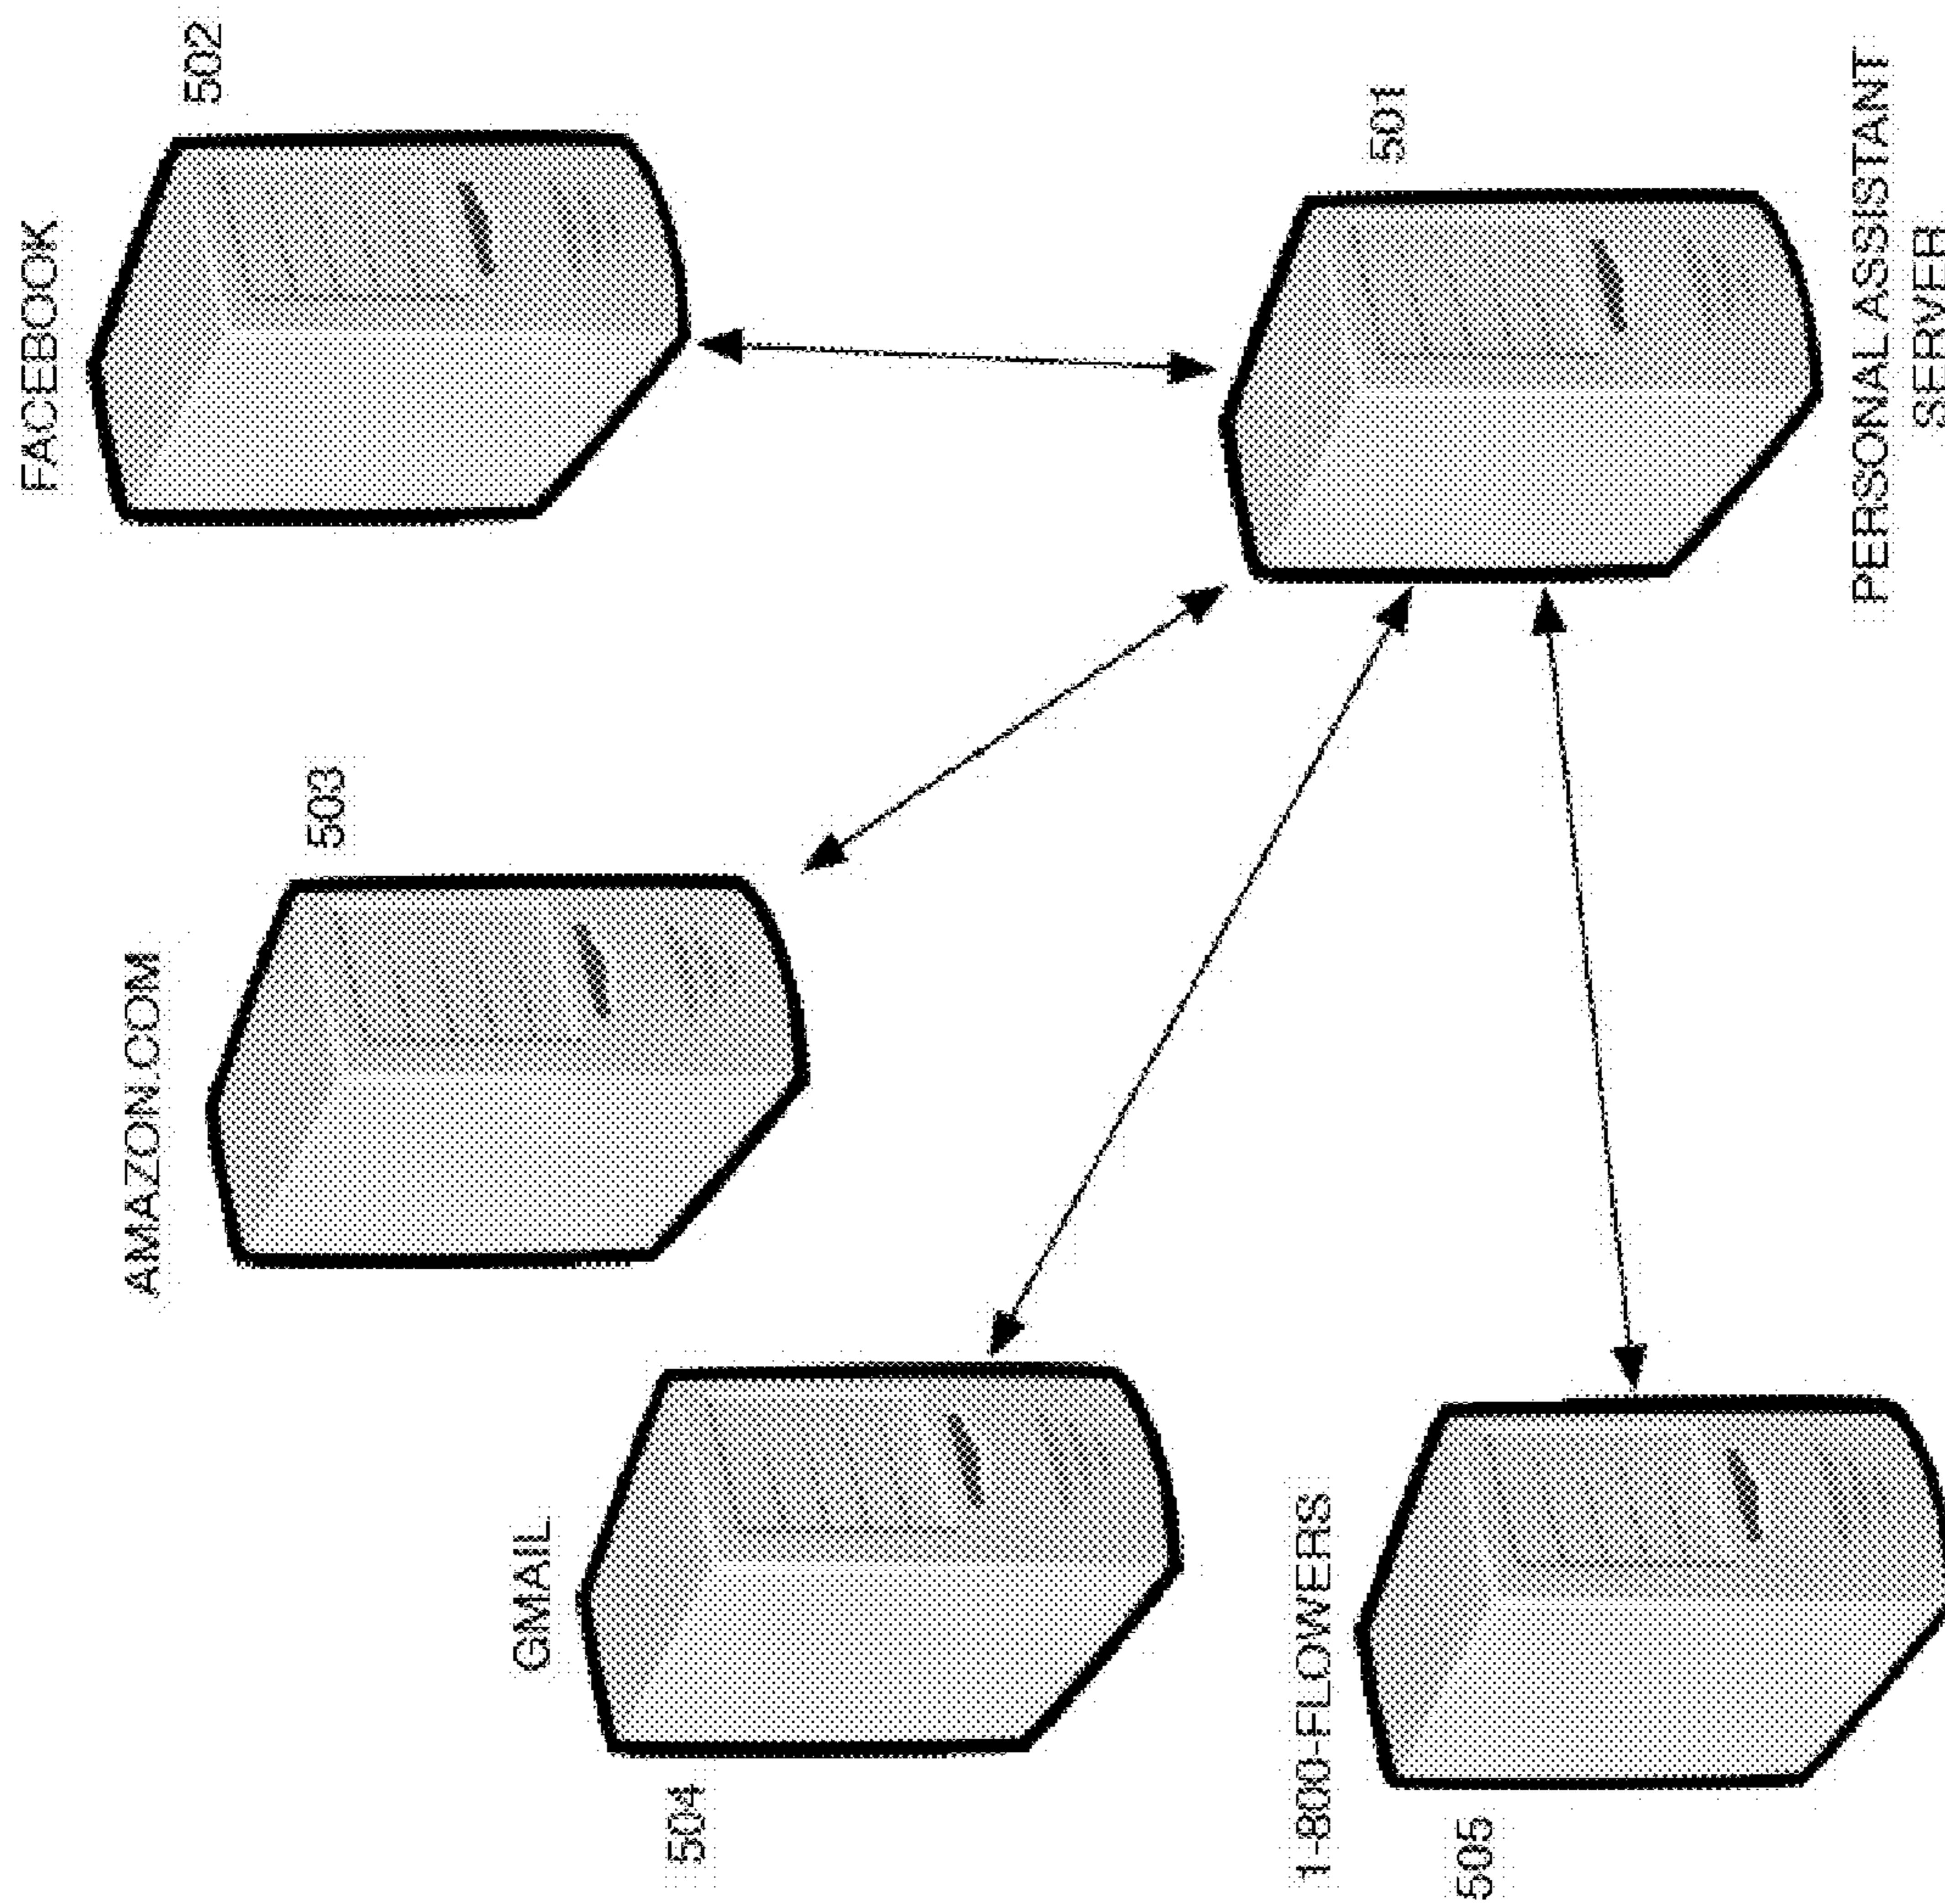 FACEBOOK
AMAZON.COM
502
503
GMAIL
504
1-800-FLOWERS
501
505
PERSONAL ASSISTANT
SERVER